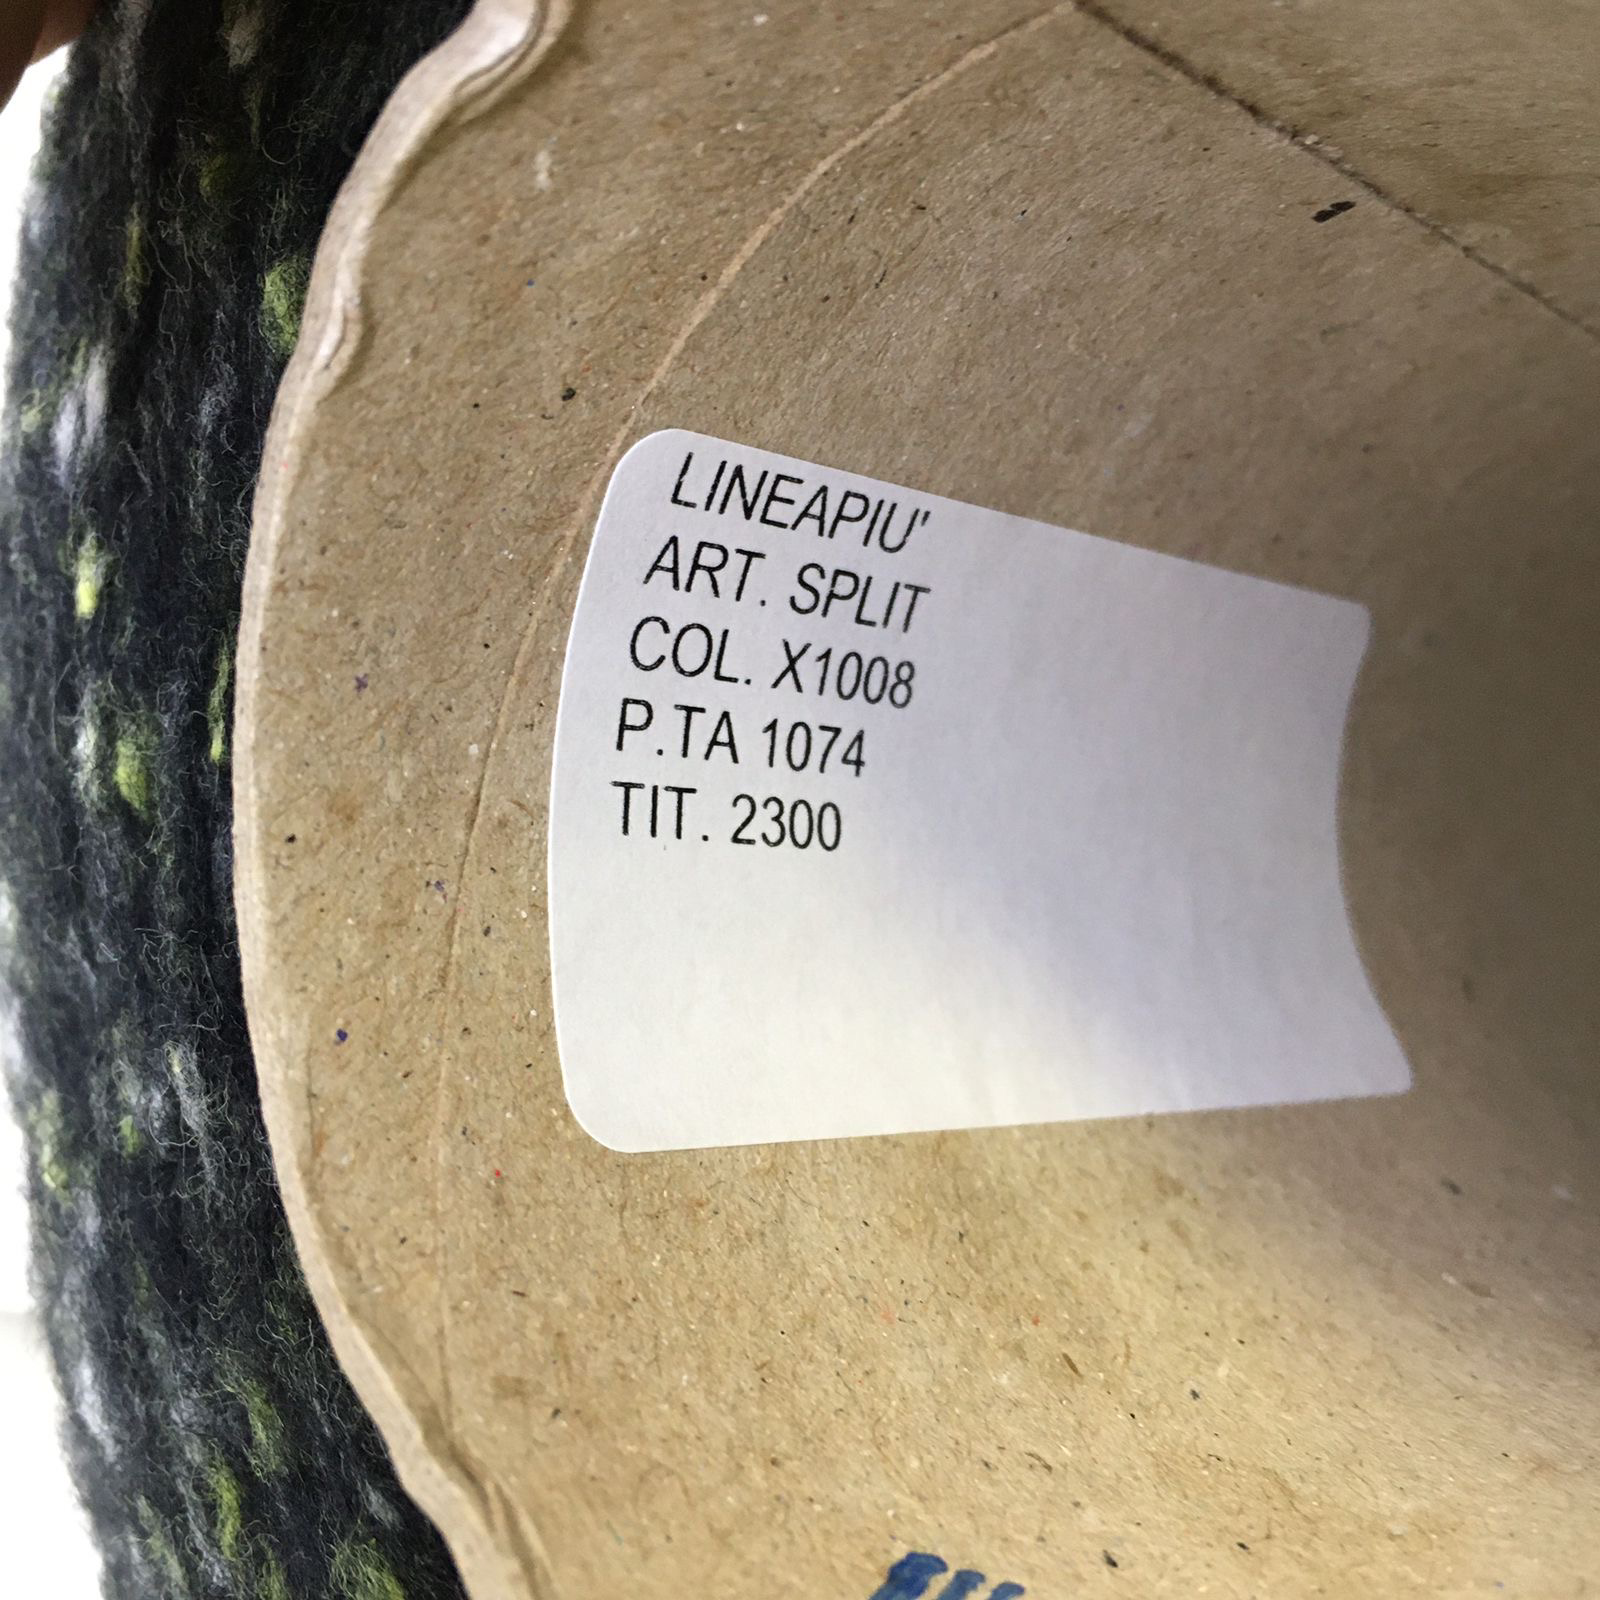 LINEAPIU'
ART. SPLIT
COL. X1008
P.TA 1074
TIT. 2300